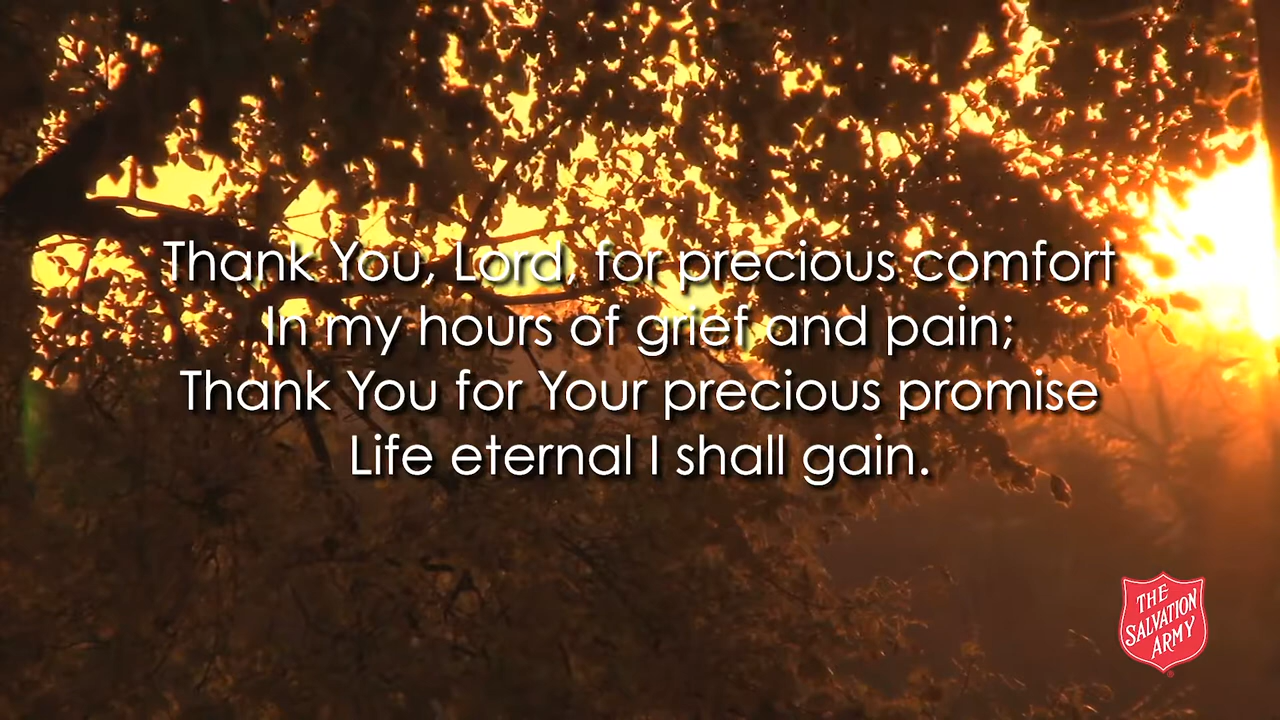 Thank You, Lord, for precious comfort
In my hours of grief and pain;
Thank You for Your precious promise
Life eternal I shall gain.
THE
SALVATION
ARMY